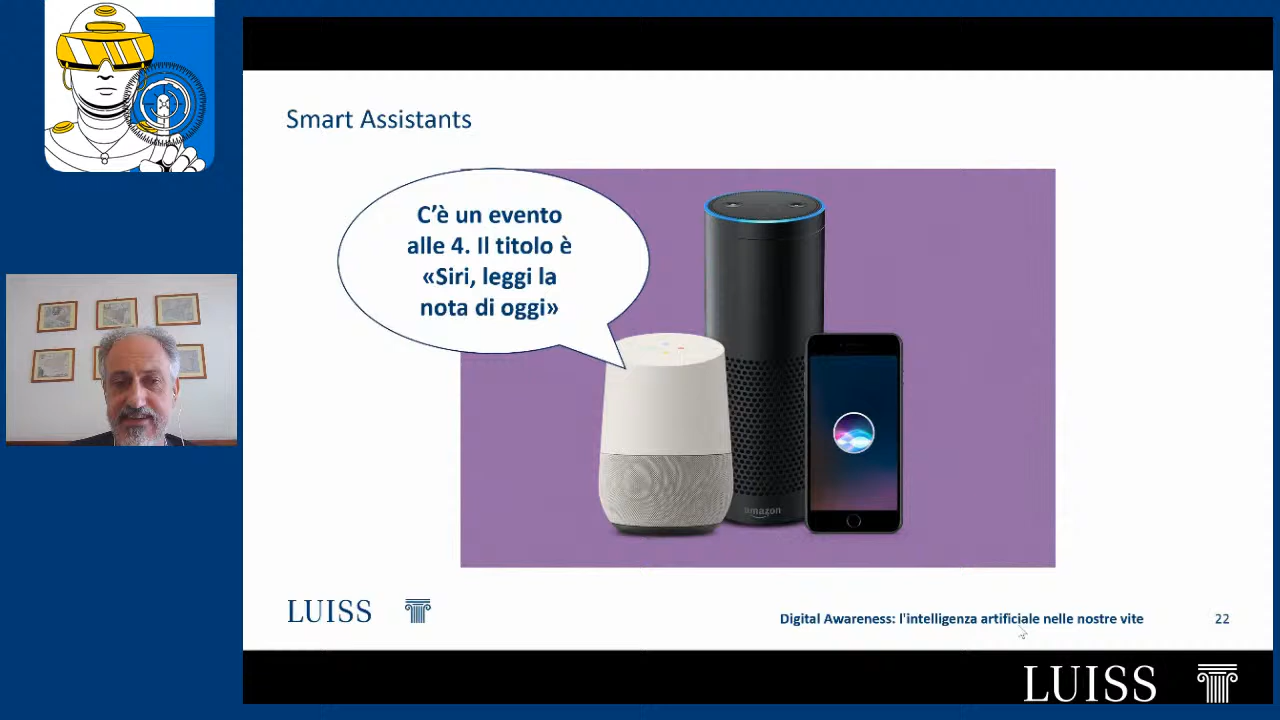 Smart Assistants
C’è un evento
alle 4. Il titolo è
«Siri, leggi la
nota di oggi»
amazon
LUISS
Digital Awareness: l'intelligenza artificiale nelle nostre vite
22
LUISS